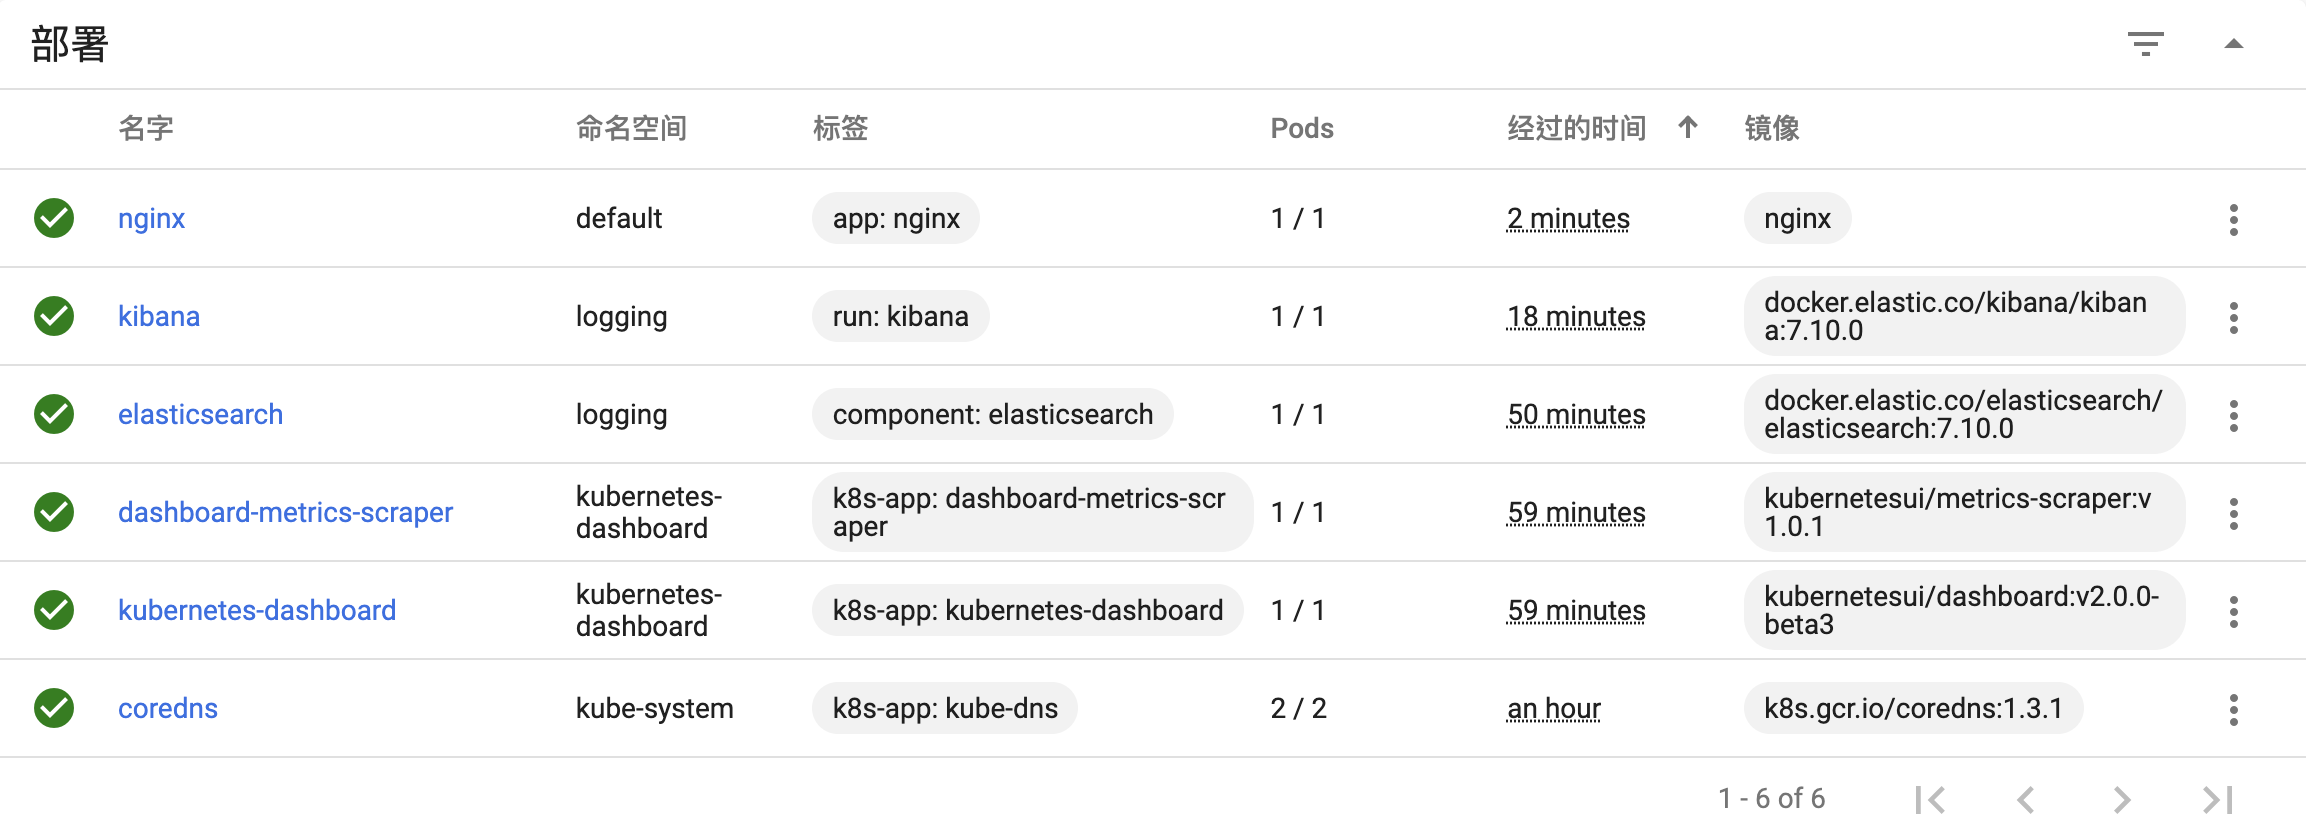 部署
名字 命名空间 标签 Pods 经过的时间 镜像
nginx default app: nginx 1 / 1 2 minutes nginx
kibana logging run: kibana 1 / 1 18 minutes docker.elastic.co/kibana/kiban
a:7.10.0
elasticsearch logging component: elasticsearch 1 / 1 50 minutes docker.elastic.co/elasticsearch/
elasticsearch:7.10.0
dashboard-metrics-scraper kubernetes- k8s-app: dashboard-metrics-scr 1 / 1 59 minutes kubernetesui/metrics-scraper:v
dashboard aper 1.0.1
kubernetes-dashboard kubernetes- k8s-app: kubernetes-dashboard 1 / 1 59 minutes kubernetesui/dashboard:v2.0.0-
dashboard beta3
coredns kube-system k8s-app: kube-dns 2 / 2 an hour k8s.gcr.io/coredns:1.3.1
1 - 6 of 6